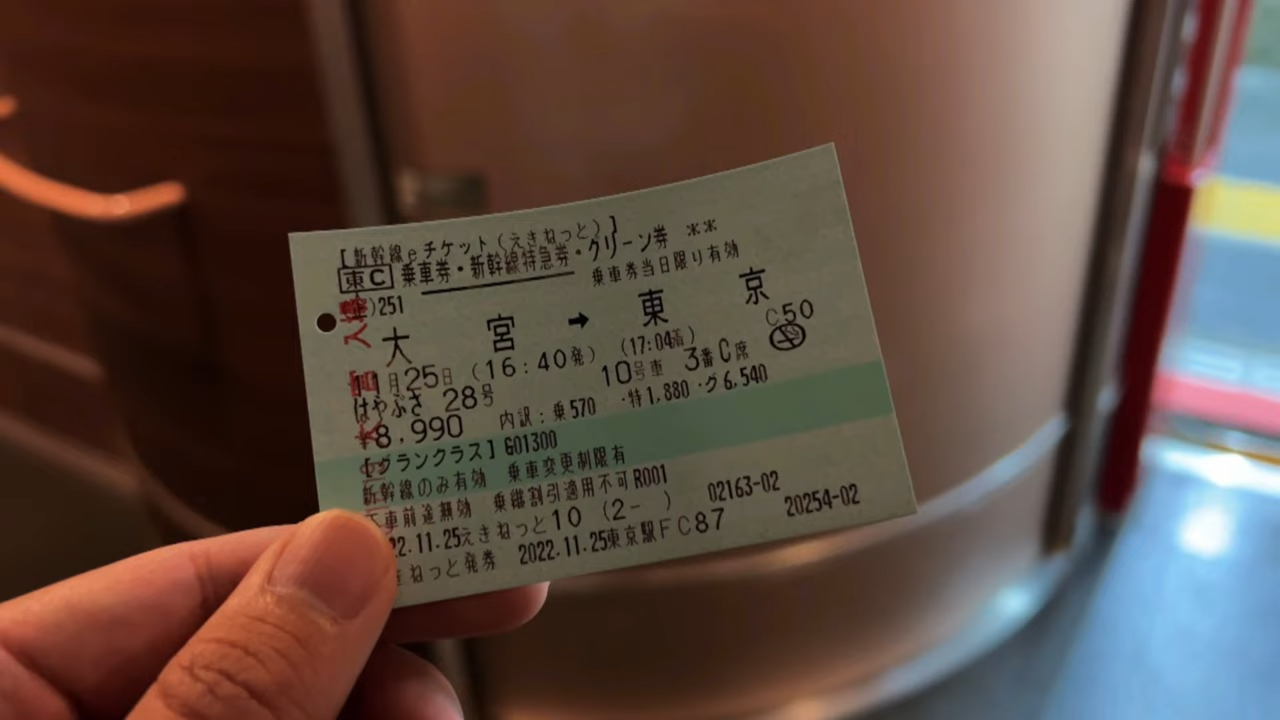 [新幹線eチケット(えきねっと)]
東C 乗車券・新幹線特急券・グリーン券 **
乗車券当日限り有効
)251
大宮 → 東京
C50
11月25日 (16:40発) (17:04着)
はやぶさ 28号 10号車 3番C席
¥8,990 内訳:乗570 ・特1,880 ・グ6,540
【グランクラス】G01300
新幹線のみ有効 乗車変更制限有
下車前途無効 乗継割引適用不可R001
22.11.25えきねっと10 (2- ) 02163-02
ねっと発券 2022.11.25東京駅FC87 20254-02